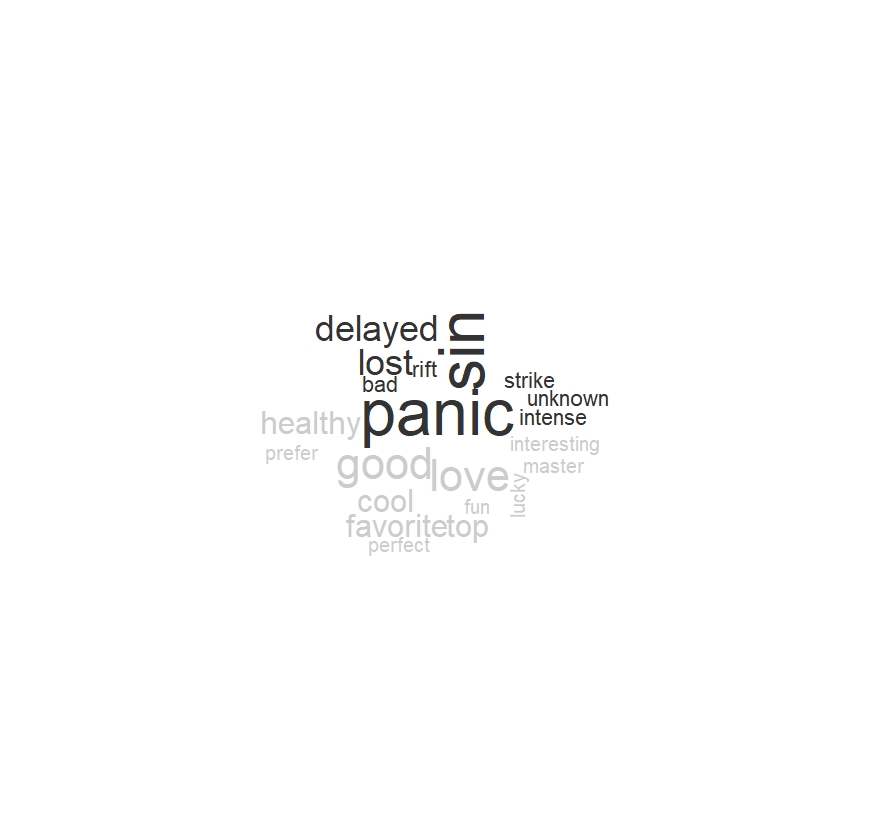 delayed
sin
lost
rift
bad
strike
unknown
panic
intense
healthy
interesting
prefer
good
love
master
cool
lucky
fun
favorite
top
perfect